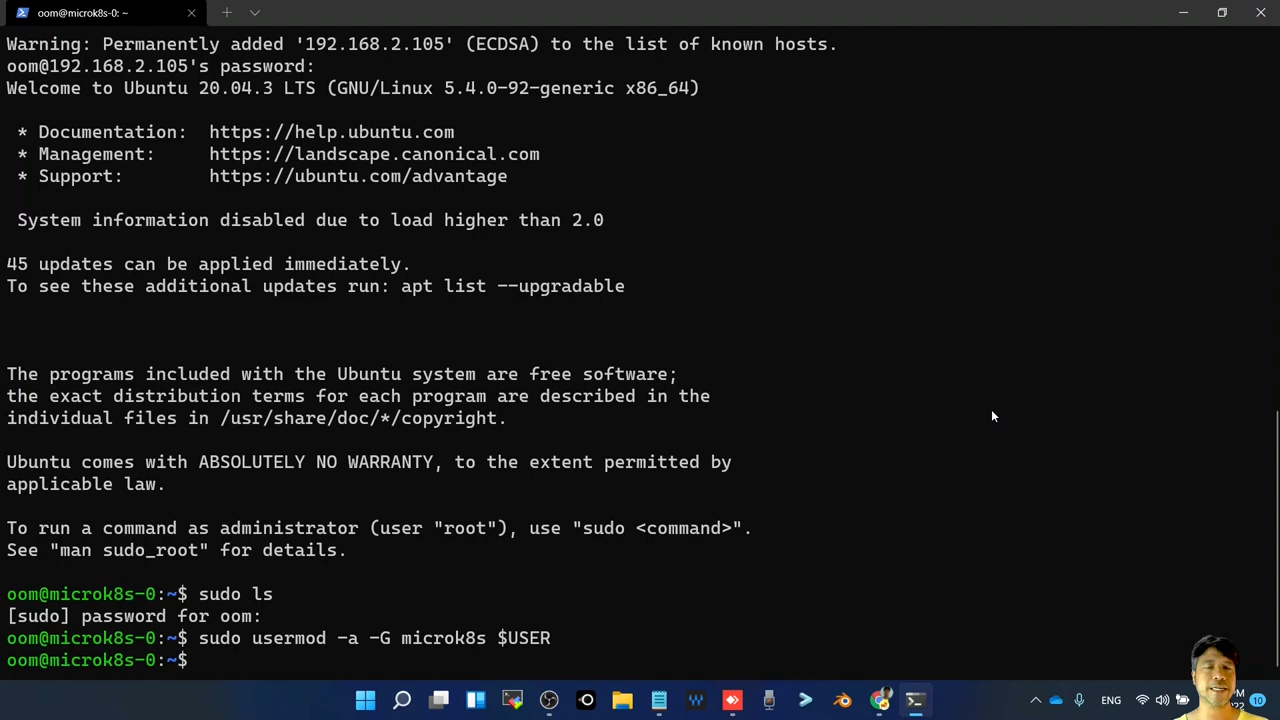 oom@microk8s-0: ~
Warning: Permanently added '192.168.2.105' (ECDSA) to the list of known hosts.
oom@192.168.2.105's password:
Welcome to Ubuntu 20.04.3 LTS (GNU/Linux 5.4.0-92-generic x86_64)
* Documentation: https://help.ubuntu.com
* Management: https://landscape.canonical.com
* Support: https://ubuntu.com/advantage
System information disabled due to load higher than 2.0
45 updates can be applied immediately.
To see these additional updates run: apt list --upgradable
The programs included with the Ubuntu system are free software;
the exact distribution terms for each program are described in the
individual files in /usr/share/doc/*/copyright.
Ubuntu comes with ABSOLUTELY NO WARRANTY, to the extent permitted by
applicable law.
To run a command as administrator (user "root"), use "sudo <command>".
See "man sudo_root" for details.
oom@microk8s-0:~$ sudo ls
[sudo] password for oom:
oom@microk8s-0:~$ sudo usermod -a -G microk8s $USER
oom@microk8s-0:~$
ENG
10